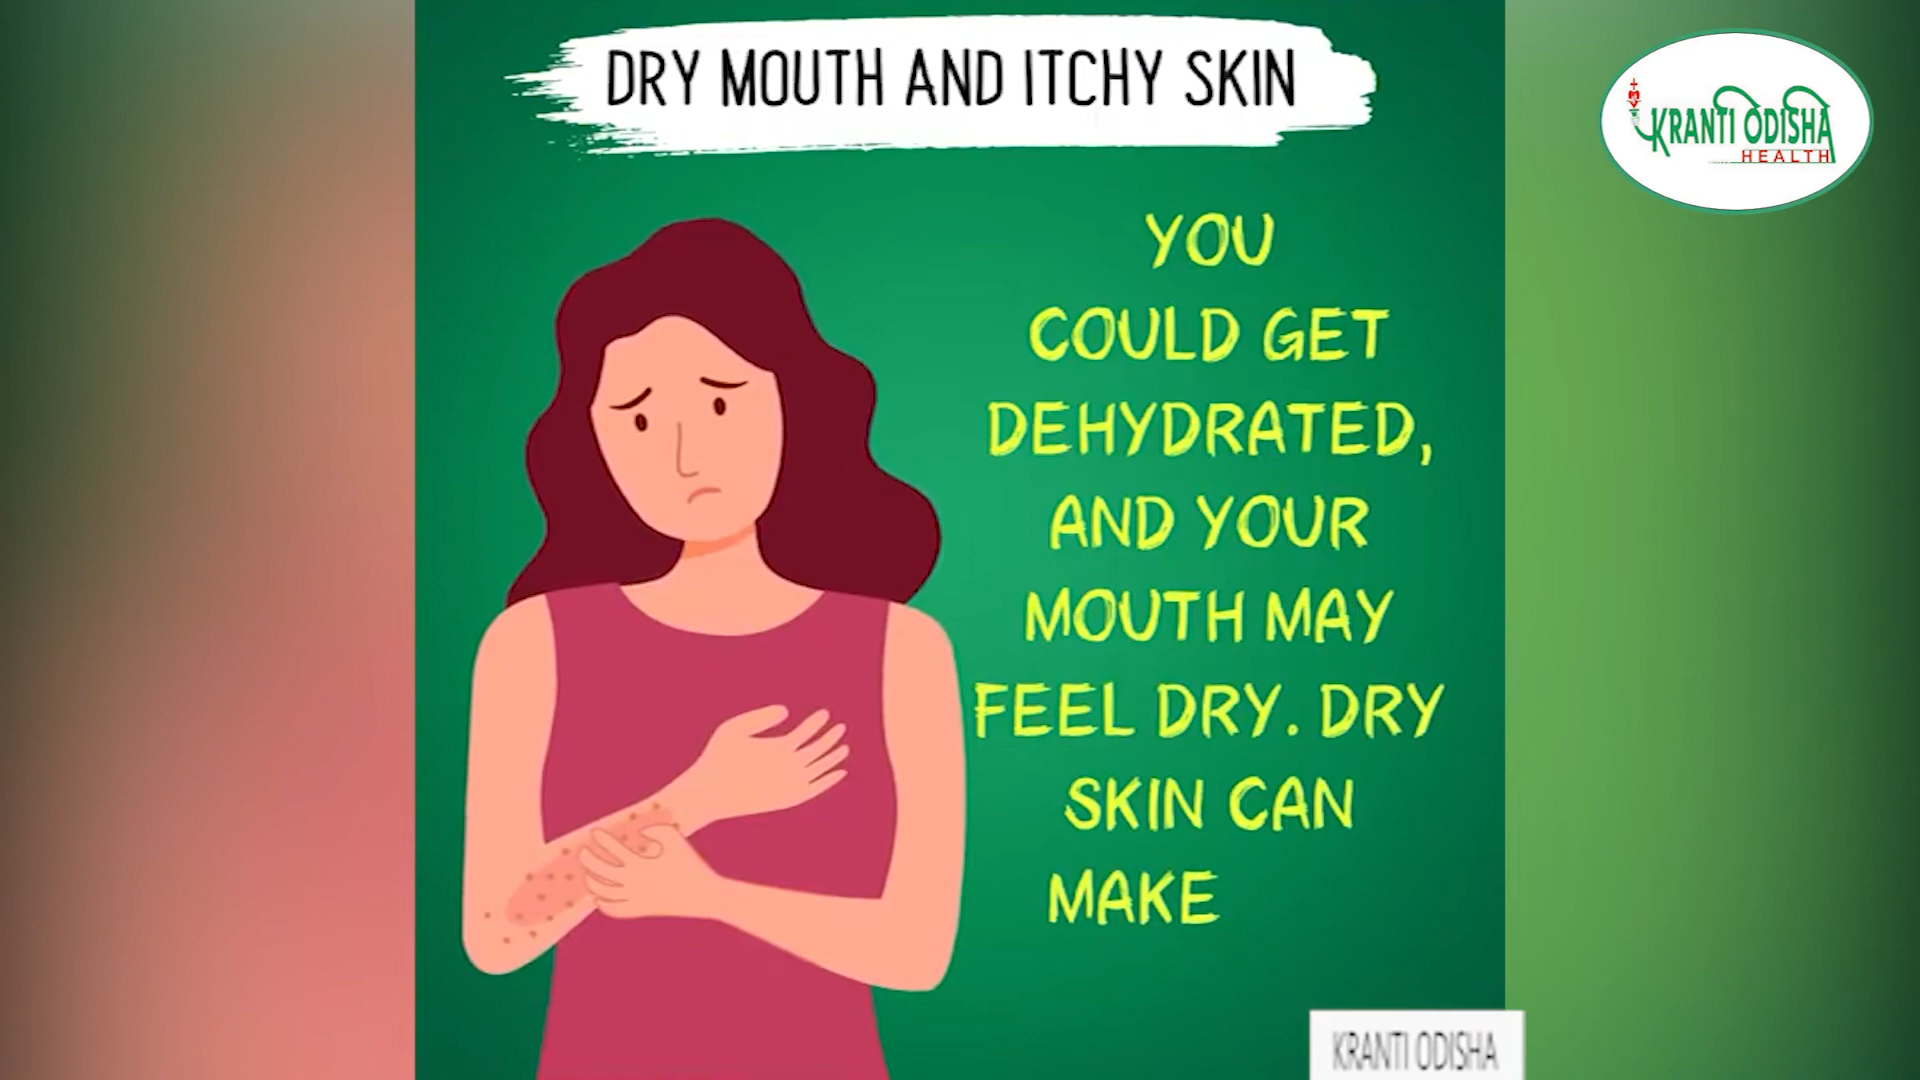 DRY MOUTH AND ITCHY SKIN
YOU
COULD GET
DEHYDRATED,
AND YOUR
MOUTH MAY
FEEL DRY. DRY
SKIN CAN
MAKE
KRANTI ODISHA
HEALTH
KRANTI ODISHA